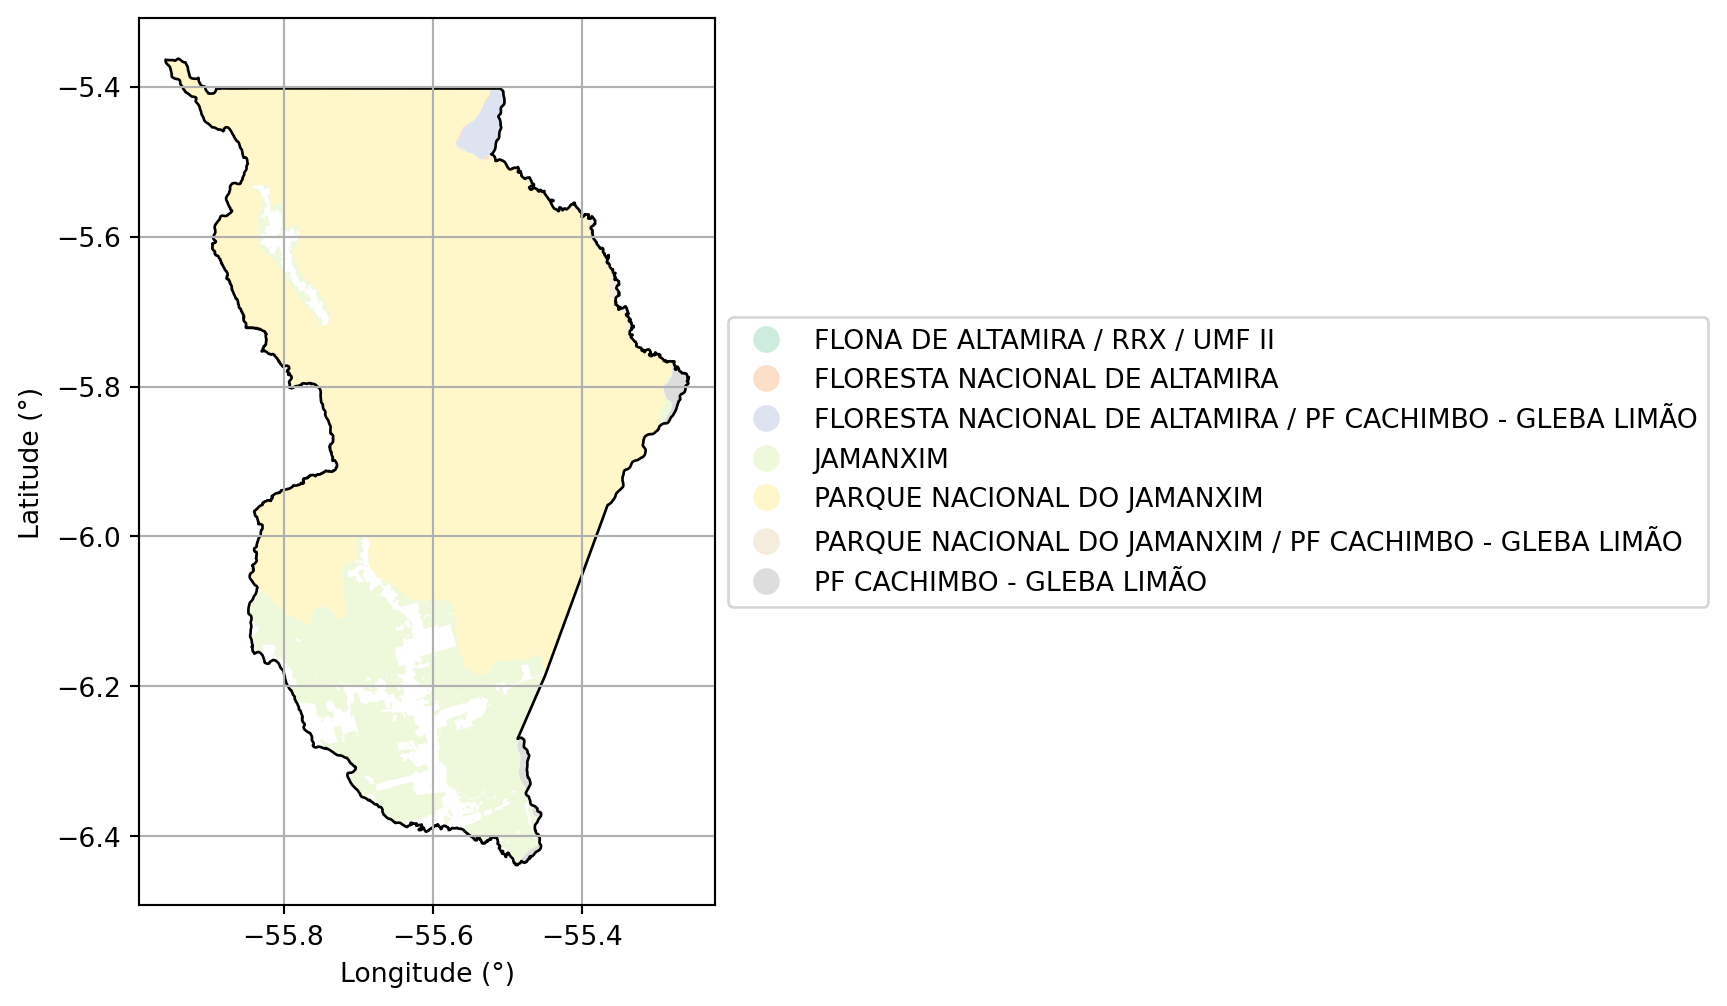 −5.4
−5.6
−5.8
−6.0
−6.2
−6.4
Latitude (°)
−55.8
−55.6
−55.4
Longitude (°)
FLONA DE ALTAMIRA / RRX / UMF II
FLORESTA NACIONAL DE ALTAMIRA
FLORESTA NACIONAL DE ALTAMIRA / PF CACHIMBO - GLEBA LIMÃO
JAMANXIM
PARQUE NACIONAL DO JAMANXIM
PARQUE NACIONAL DO JAMANXIM / PF CACHIMBO - GLEBA LIMÃO
PF CACHIMBO - GLEBA LIMÃO